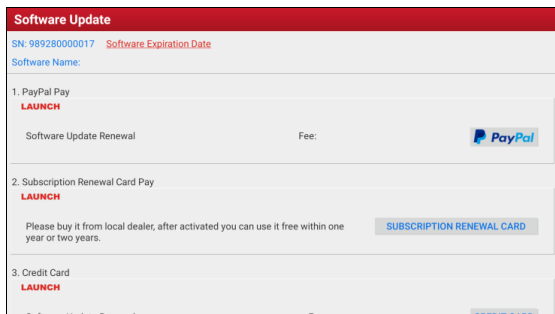 Software Update
SN: 989280000017 Software Expiration Date
Software Name:
1. PayPal Pay
LAUNCH
Software Update Renewal Fee: PayPal
2. Subscription Renewal Card Pay
LAUNCH
Please buy it from local dealer, after activated you can use it free within one SUBSCRIPTION RENEWAL CARD
year or two years.
3. Credit Card
LAUNCH